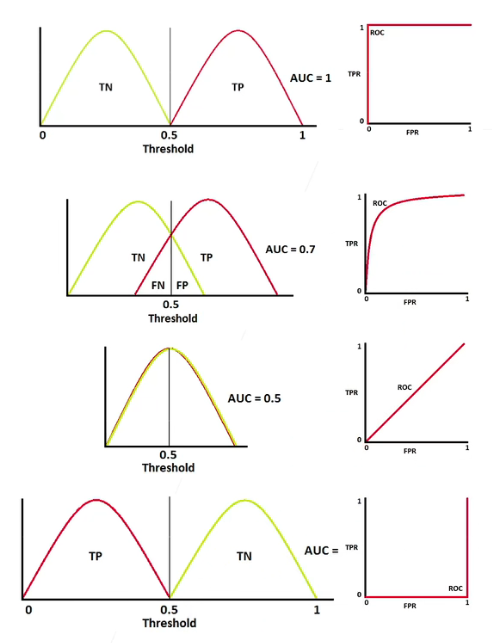 TN
TP
AUC = 1
0
0.5
1
Threshold
1
ROC
TPR
0
0
FPR
1
TN
TP
FN
FP
AUC = 0.7
0.5
Threshold
1
ROC
TPR
0
0
FPR
1
AUC = 0.5
0.5
Threshold
1
TPR
ROC
0
0
FPR
1
TP
TN
AUC =
0
0.5
1
Threshold
1
TPR
ROC
0
0
FPR
1